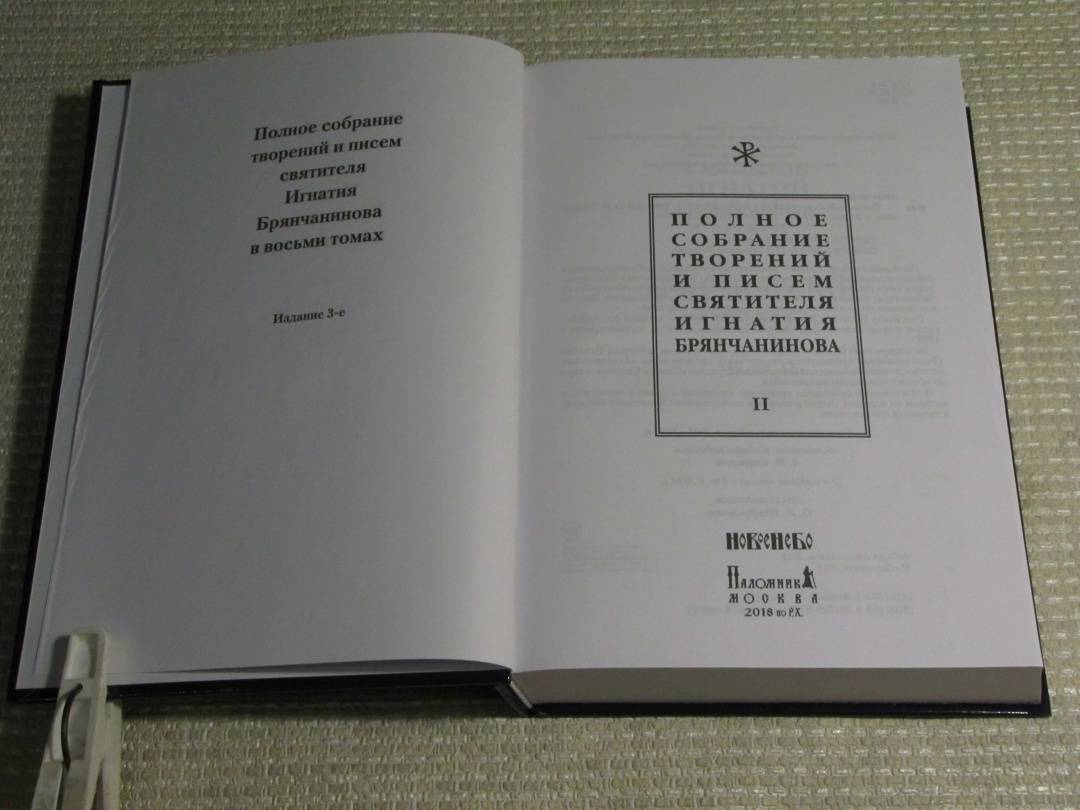 Полное собрание
творений и писем
святителя
Игнатия
Брянчанинова
в восьми томах
Издание 3-е
ПОЛНОЕ
СОБРАНИЕ
ТВОРЕНИЙ
И ПИСЕМ
СВЯТИТЕЛЯ
ИГНАТИЯ
БРЯНЧАНИНОВА
II
НОВОЕ НЕБО
ПАЛОМНИК
МОСКВА
2018 по Р.Х.